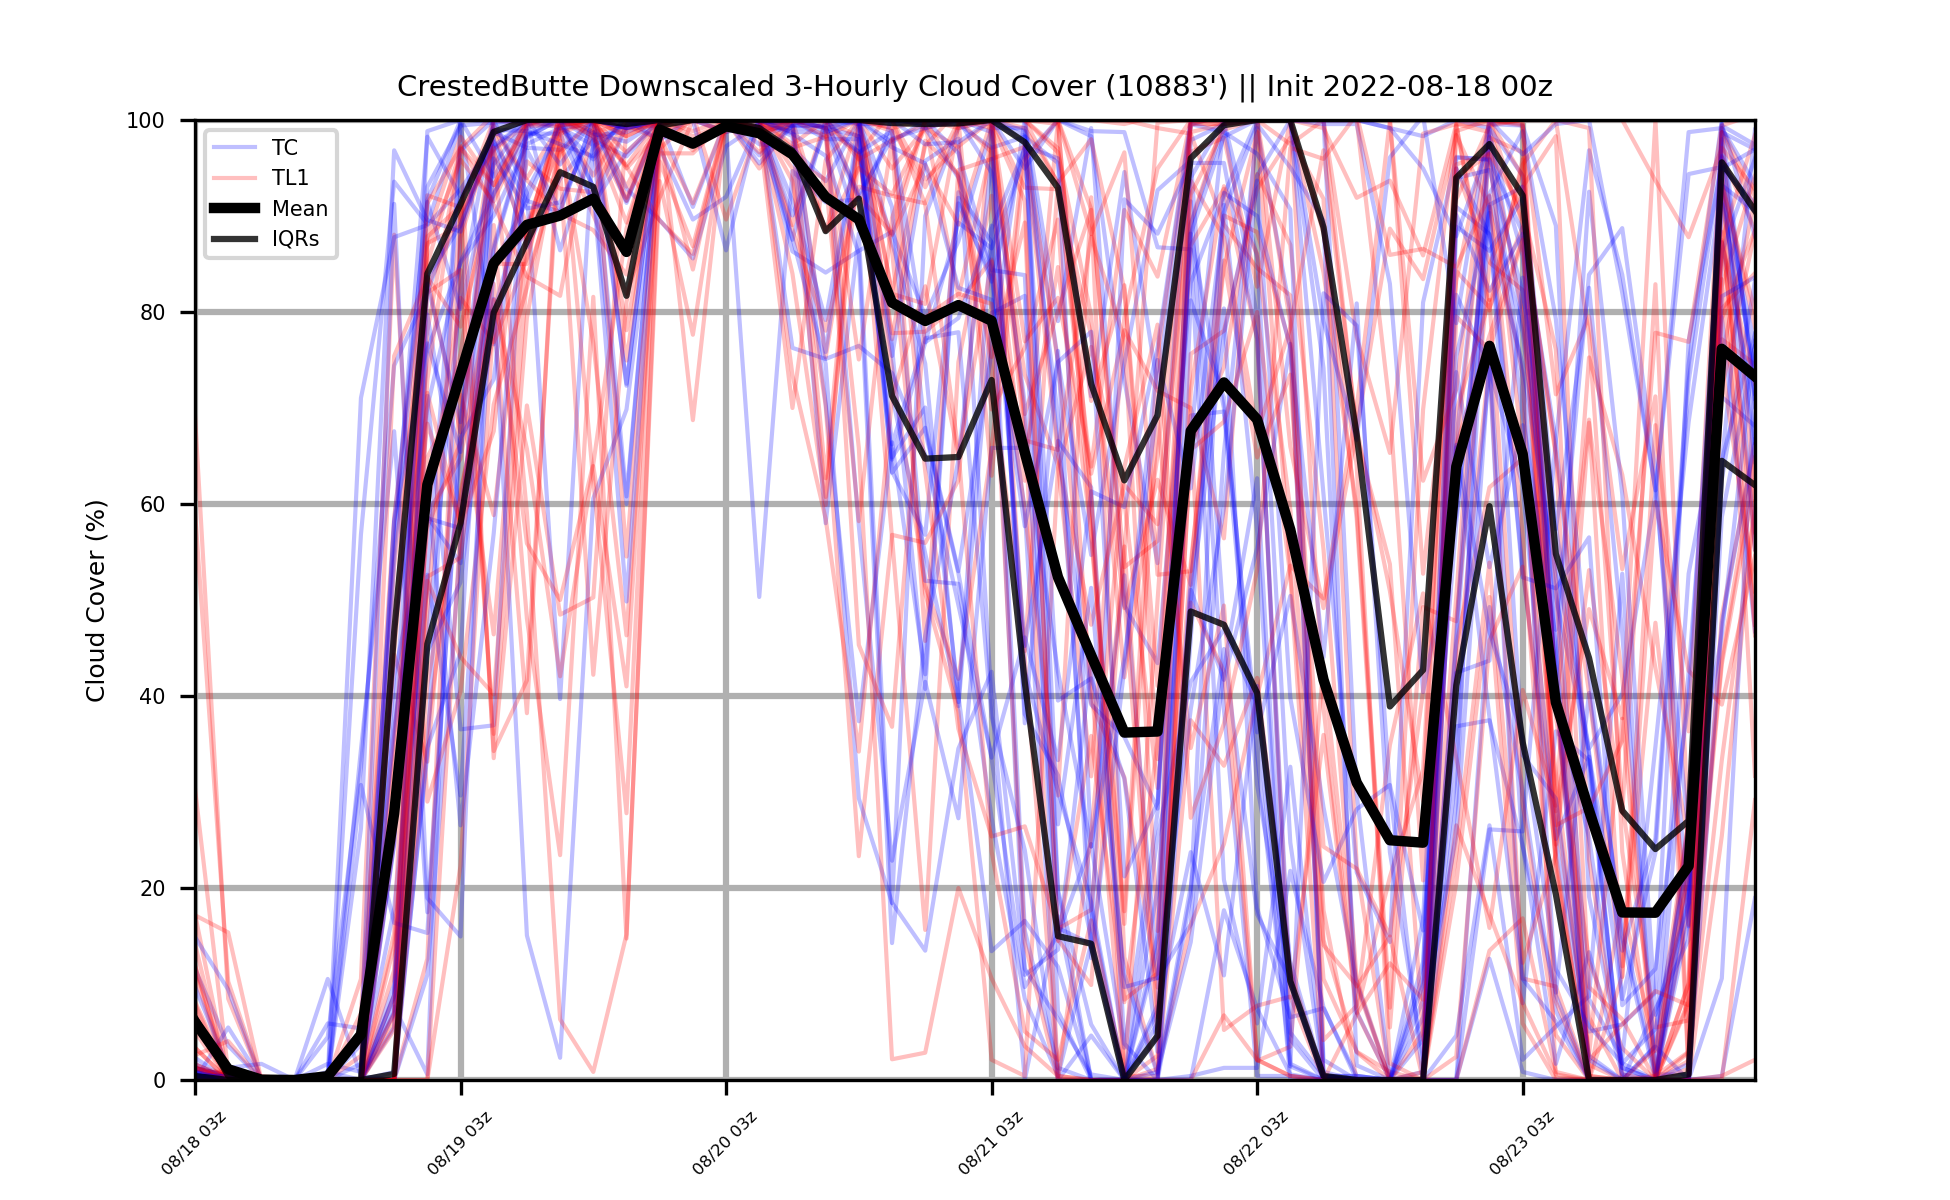 CrestedButte Downscaled 3-Hourly Cloud Cover (10883') || Init 2022-08-18 00z
100
80
60
40
20
0
Cloud Cover (%)
TC
TL1
Mean
IQRs
08/18 03z
08/19 03z
08/20 03z
08/21 03z
08/22 03z
08/23 03z